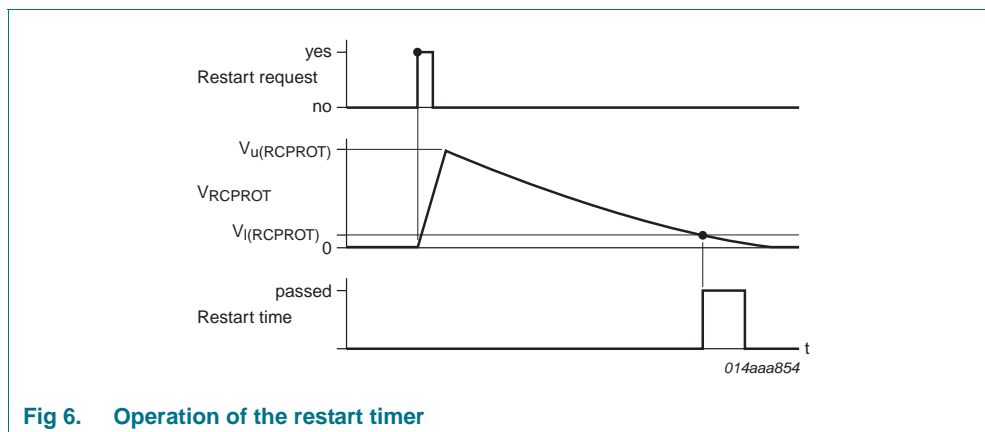 yes
Restart request
no
Vu(RCPROT)
VRCPROT
Vl(RCPROT)
0
passed
Restart time
t
014aaa854
Fig 6. Operation of the restart timer